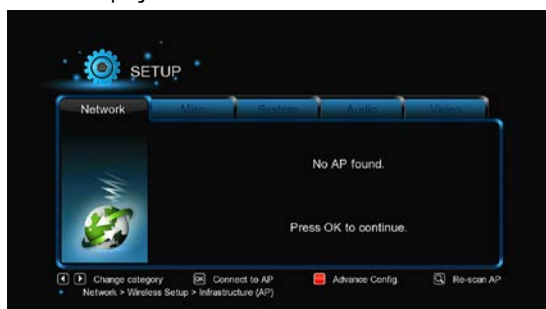 SETUP
Network Misc System Audio Video
No AP found.
Press OK to continue.
Change category OK Connect to AP Advance Config. Re-scan AP
Network > Wireless Setup > Infrastructure (AP)